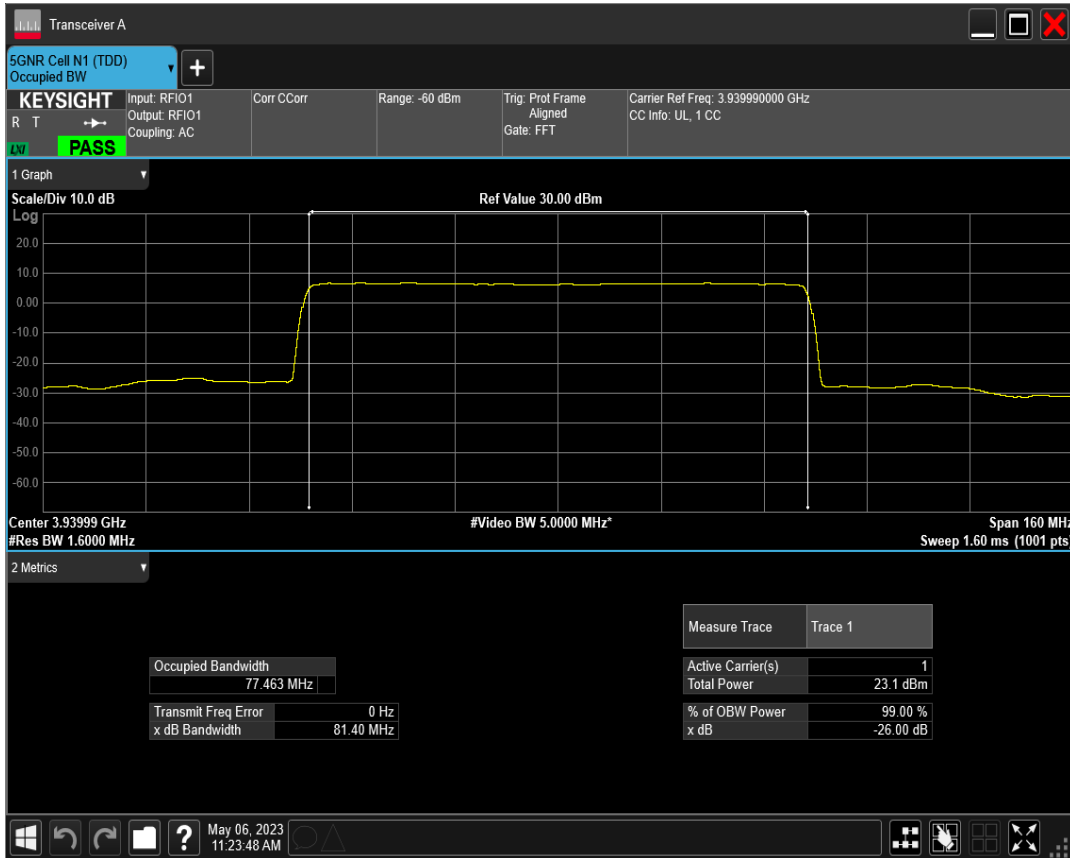 Transceiver A
5GNR Cell N1 (TDD)
Occupied BW
+
KEYSIGHT
R T
LXI
PASS
Input: RFIO1
Output: RFIO1
Coupling: AC
Corr CCorr
Range: -60 dBm
Trig: Prot Frame
Aligned
Gate: FFT
Carrier Ref Freq: 3.939990000 GHz
CC Info: UL, 1 CC
1 Graph
Scale/Div 10.0 dB
Ref Value 30.00 dBm
Log
20.0
10.0
0.00
-10.0
-20.0
-30.0
-40.0
-50.0
-60.0
Center 3.93999 GHz
#Video BW 5.0000 MHz*
Span 160 MHz
#Res BW 1.6000 MHz
Sweep 1.60 ms (1001 pts)
2 Metrics
Measure Trace Trace 1
Occupied Bandwidth
77.463 MHz
Active Carrier(s) 1
Total Power 23.1 dBm
Transmit Freq Error 0 Hz
x dB Bandwidth 81.40 MHz
% of OBW Power 99.00 %
x dB -26.00 dB
?
May 06, 2023
11:23:48 AM